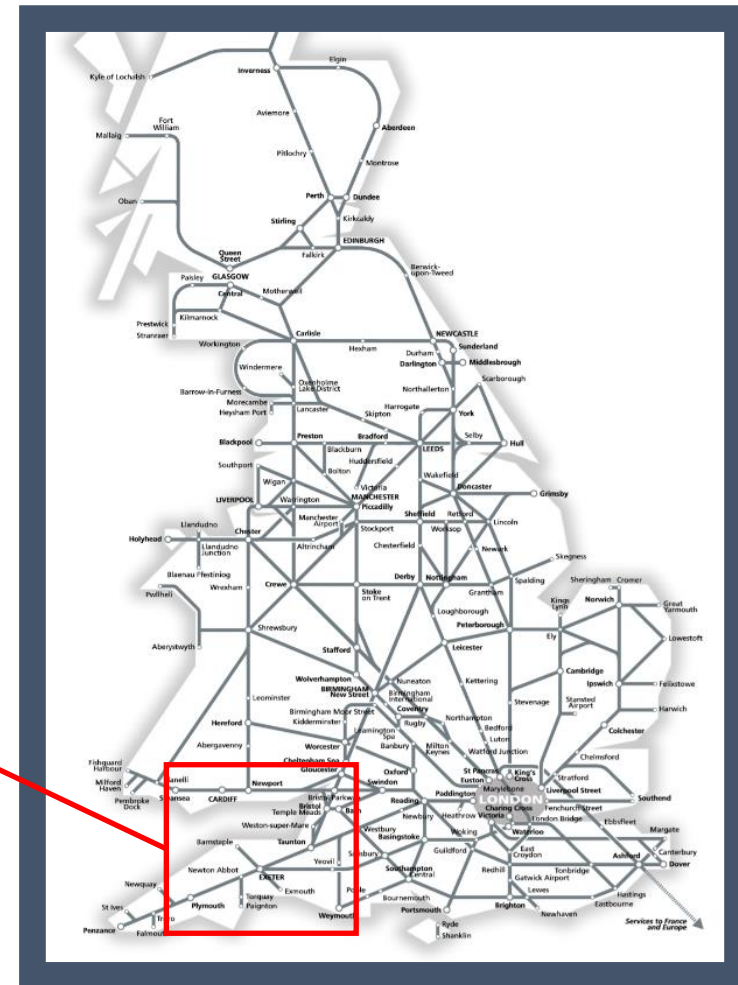 Elgin
Inverness
Kyle of Lochalsh
Aviemore
Fort
William
Aberdeen
Mallaig
Pitlochry
Montrose
Perth
Dundee
Oban
Kirkcaldy
Stirling
EDINBURGH
Queen
Street
Falkirk
Berwick-
upon-Tweed
GLASGOW
Paisley
Central
Motherwell
Kilmarnock
Prestwick
Stranraer
Carlisle
NEWCASTLE
Workington
Hexham
Sunderland
Durham
Darlington
Middlesbrough
Windermere
Oxenholme
Lake District
Northallerton
Scarborough
Barrow-in-Furness
Morecambe
Heysham Port
Lancaster
Harrogate
York
Skipton
Preston
Bradford
Selby
Blackpool
Blackburn
LEEDS
Hull
Huddersfield
Southport
Bolton
Wakefield
Wigan
Victoria
Doncaster
Grimsby
LIVERPOOL
Warrington
MANCHESTER
Piccadilly
Manchester
Airport
Sheffield
Retford
Lincoln
Llandudno
Stockport
Worksop
Holyhead
Chester
Llandudno
Junction
Altrincham
Chesterfield
Newark
Skegness
Blaenau Ffestiniog
Wrexham
Crewe
Derby
Nottingham
Spalding
Sheringham
Cromer
Pwllheli
Stoke
on Trent
Grantham
Kings
Lynn
Norwich
Great
Yarmouth
Loughborough
Shrewsbury
Peterborough
Ely
Lowestoft
Aberystwyth
Stafford
Leicester
Wolverhampton
Nuneaton
Cambridge
BIRMINGHAM
New Street
Birmingham
International
Kettering
Ipswich
Felixstowe
Leominster
Coventry
Stevenage
Stansted
Airport
Birmingham Moor Street
Harwich
Hereford
Kidderminster
Rugby
Northampton
Leamington
Spa
Bedford
Colchester
Abergavenny
Worcester
Banbury
Milton
Keynes
Luton
Watford Junction
Chelmsford
Cheltenham Spa
Fishguard
Harbour
Gloucester
Oxford
St Pancras
King's
Cross
Llanelli
Newport
Swindon
Euston
Stratford
Milford
Haven
Marylebone
Liverpool Street
Pembroke
Dock
Swansea
CARDIFF
Bristol Parkway
Reading
Paddington
LONDON
Southend
Bristol
Temple Meads
Bath
Charing Cross
Fenchurch Street
Newbury
Heathrow
Victoria
London Bridge
Ebbsfleet
Weston-super-Mare
Westbury
Basingstoke
Woking
Waterloo
Margate
Barnstaple
Taunton
Salisbury
Guildford
East
Croydon
Canterbury
Yeovil
Ashford
Newton Abbot
EXETER
Southampton
Central
Redhill
Tonbridge
Dover
Gatwick Airport
Newquay
Exmouth
Poole
Lewes
Hastings
Torquay
Paignton
Bournemouth
Eastbourne
St Ives
Plymouth
Weymouth
Portsmouth
Brighton
Newhaven
Truro
Penzance
Falmouth
Ryde
Shanklin
Services to France
and Europe